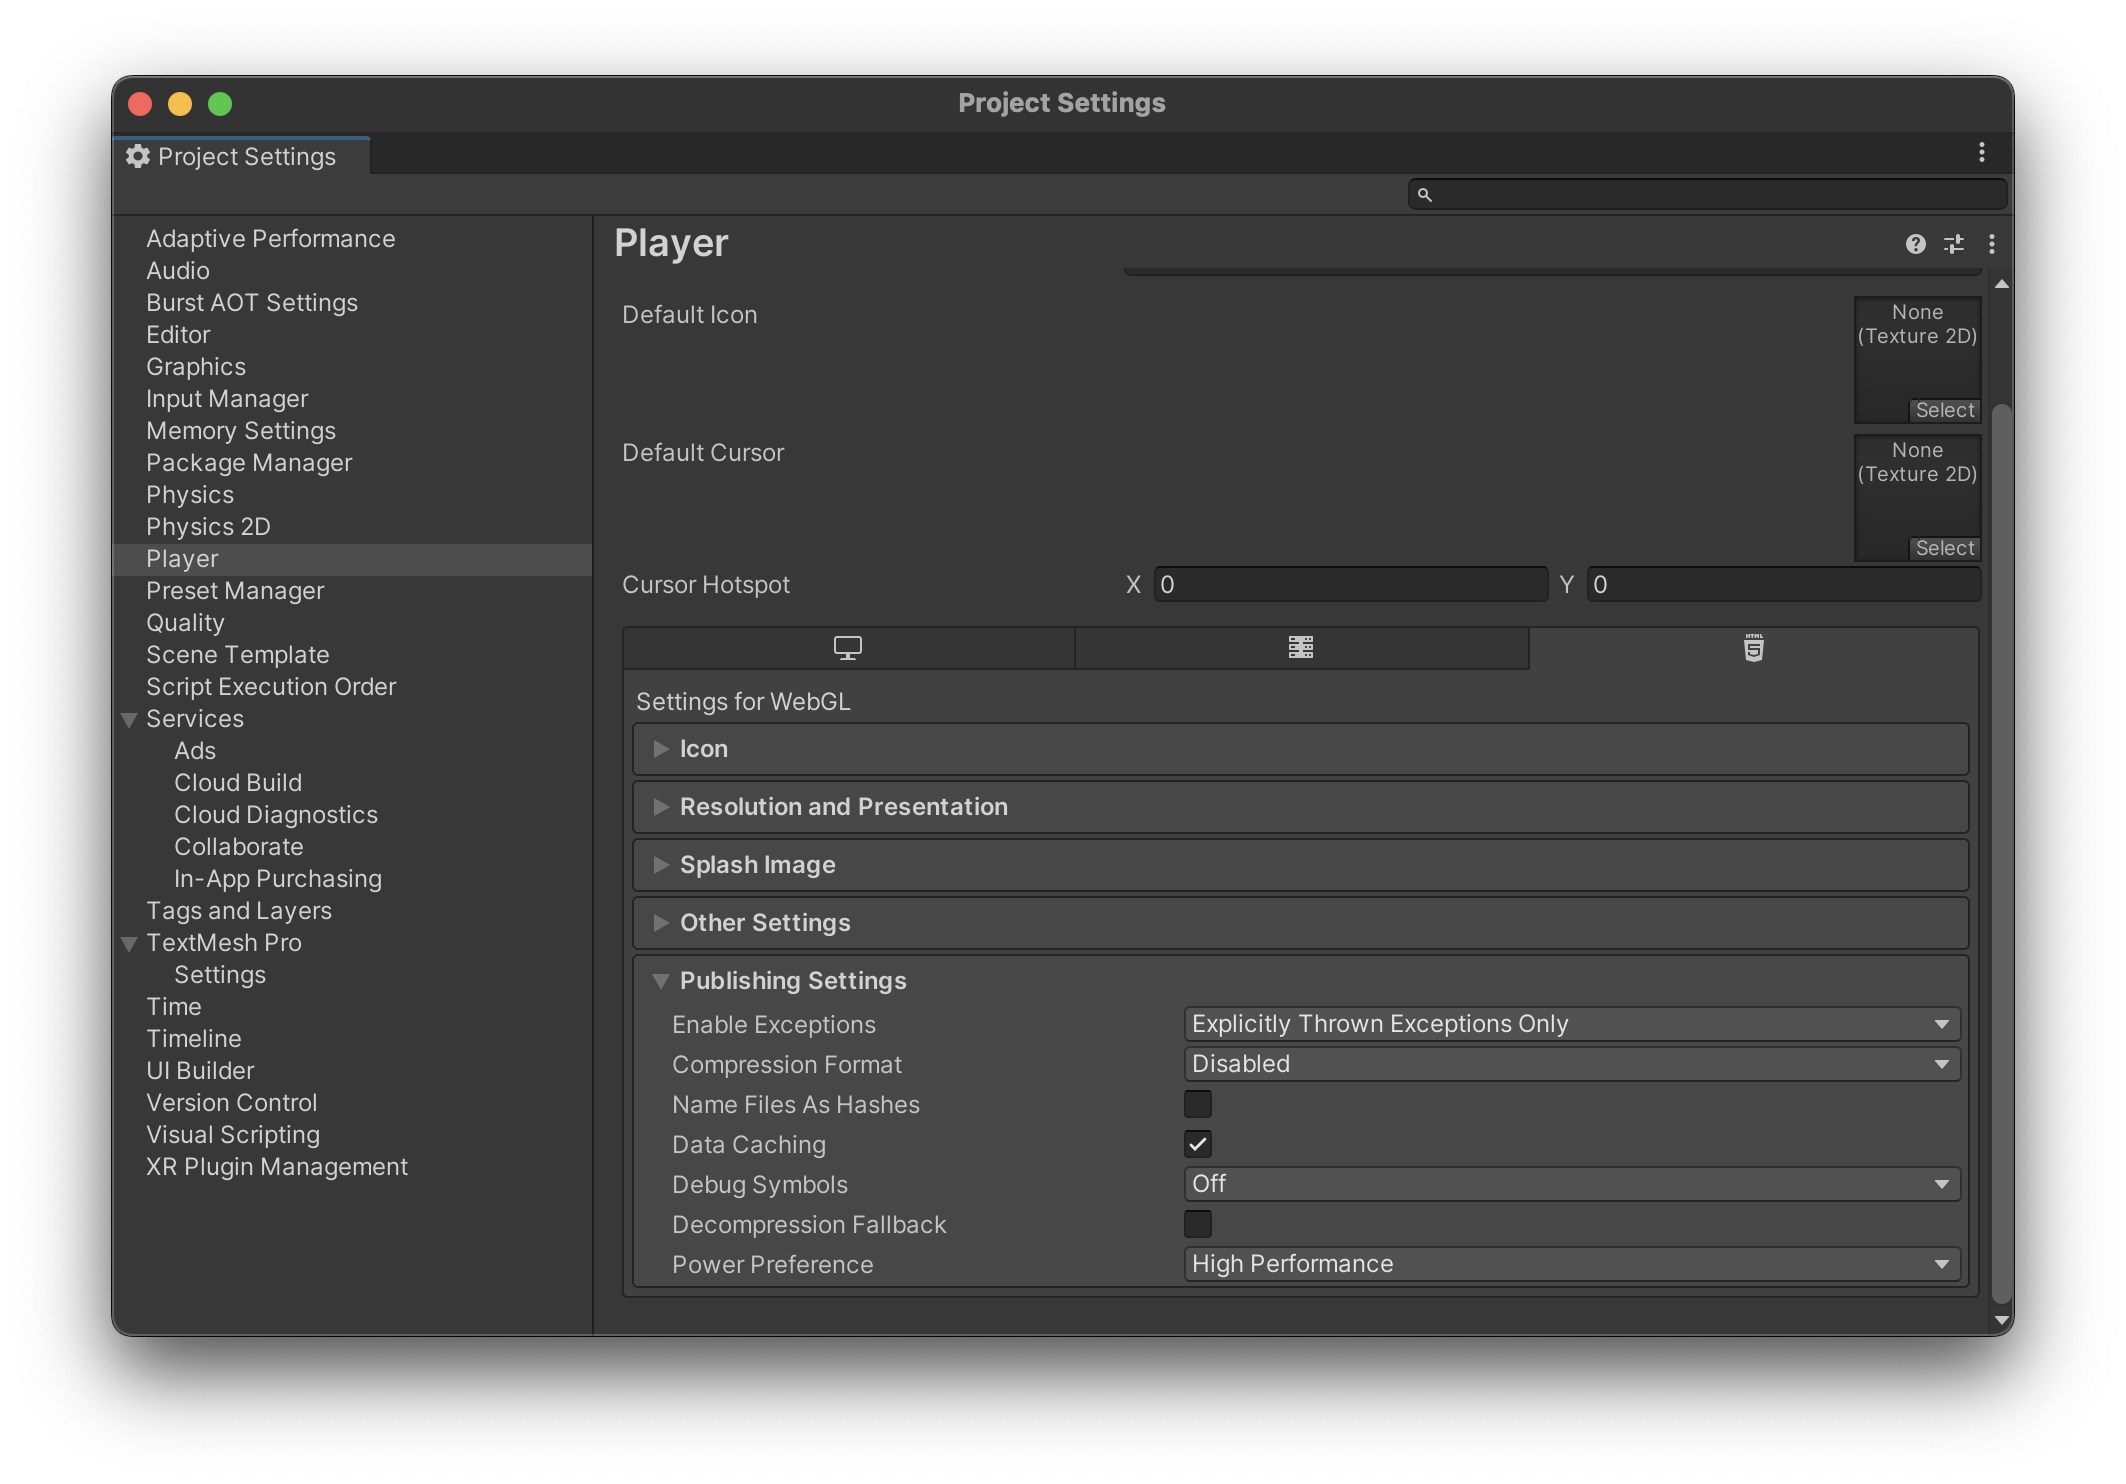 Project Settings
Project Settings
Adaptive Performance
Audio
Burst AOT Settings
Editor
Graphics
Input Manager
Memory Settings
Package Manager
Physics
Physics 2D
Player
Preset Manager
Quality
Scene Template
Script Execution Order
Services
Ads
Cloud Build
Cloud Diagnostics
Collaborate
In-App Purchasing
Tags and Layers
TextMesh Pro
Settings
Time
Timeline
UI Builder
Version Control
Visual Scripting
XR Plugin Management
Player
Default Icon
None
(Texture 2D)
Select
Default Cursor
None
(Texture 2D)
Select
Cursor Hotspot X 0 Y 0
HTML
5
Settings for WebGL
Icon
Resolution and Presentation
Splash Image
Other Settings
Publishing Settings
Enable Exceptions Explicitly Thrown Exceptions Only
Compression Format Disabled
Name Files As Hashes
Data Caching
Debug Symbols Off
Decompression Fallback
Power Preference High Performance